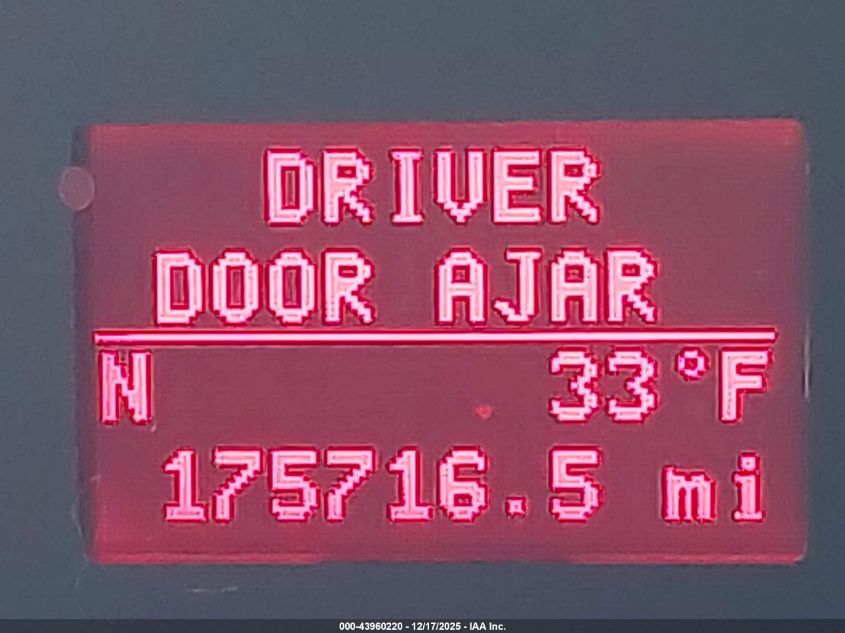 DRIVER
DOOR AJAR
N 33°F
175716.5 mi
000-43960220 - 12/17/2025 - IAA Inc.